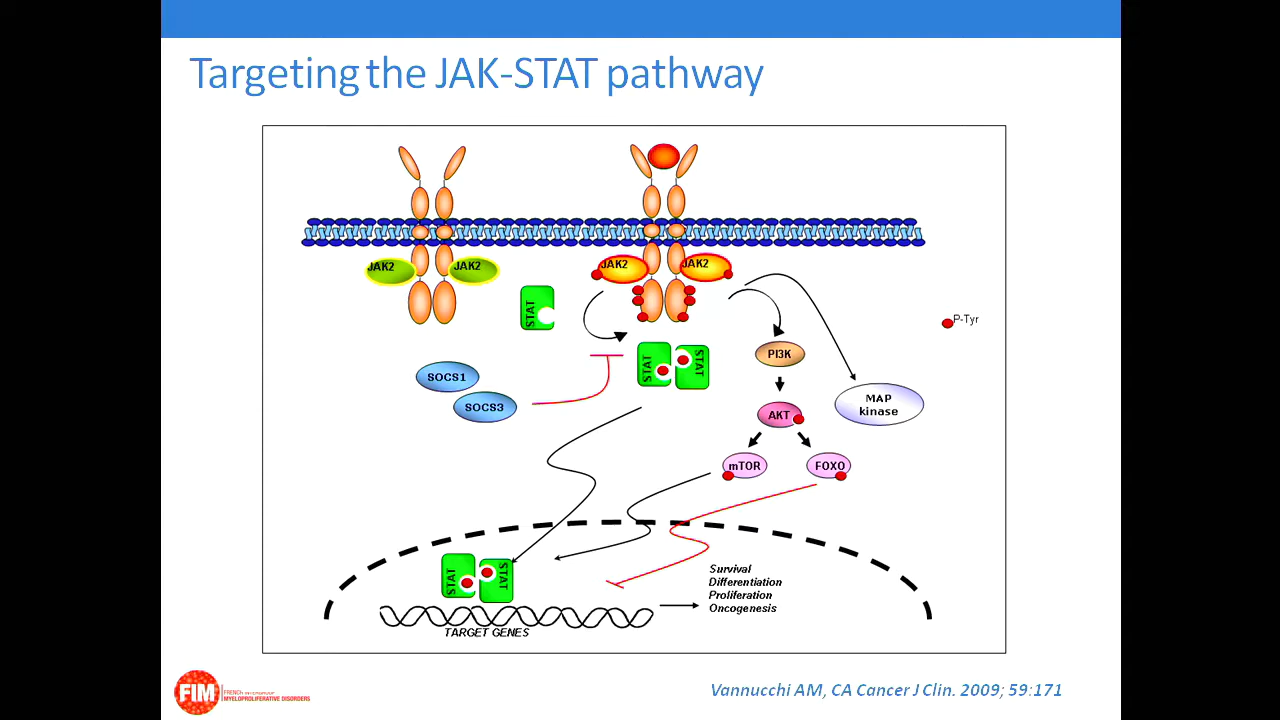 Targeting the JAK-STAT pathway
JAK2
JAK2
JAK2
JAK2
STAT
P-Tyr
STAT
STAT
PI3K
SOCS1
SOCS3
MAP
kinase
AKT
mTOR
FOXO
STAT
STAT
Survival
Differentiation
Proliferation
Oncogenesis
TARGET GENES
FIM
MYELOPROLIFERATIVE DISORDERS
Vannucchi AM, CA Cancer J Clin. 2009; 59:171